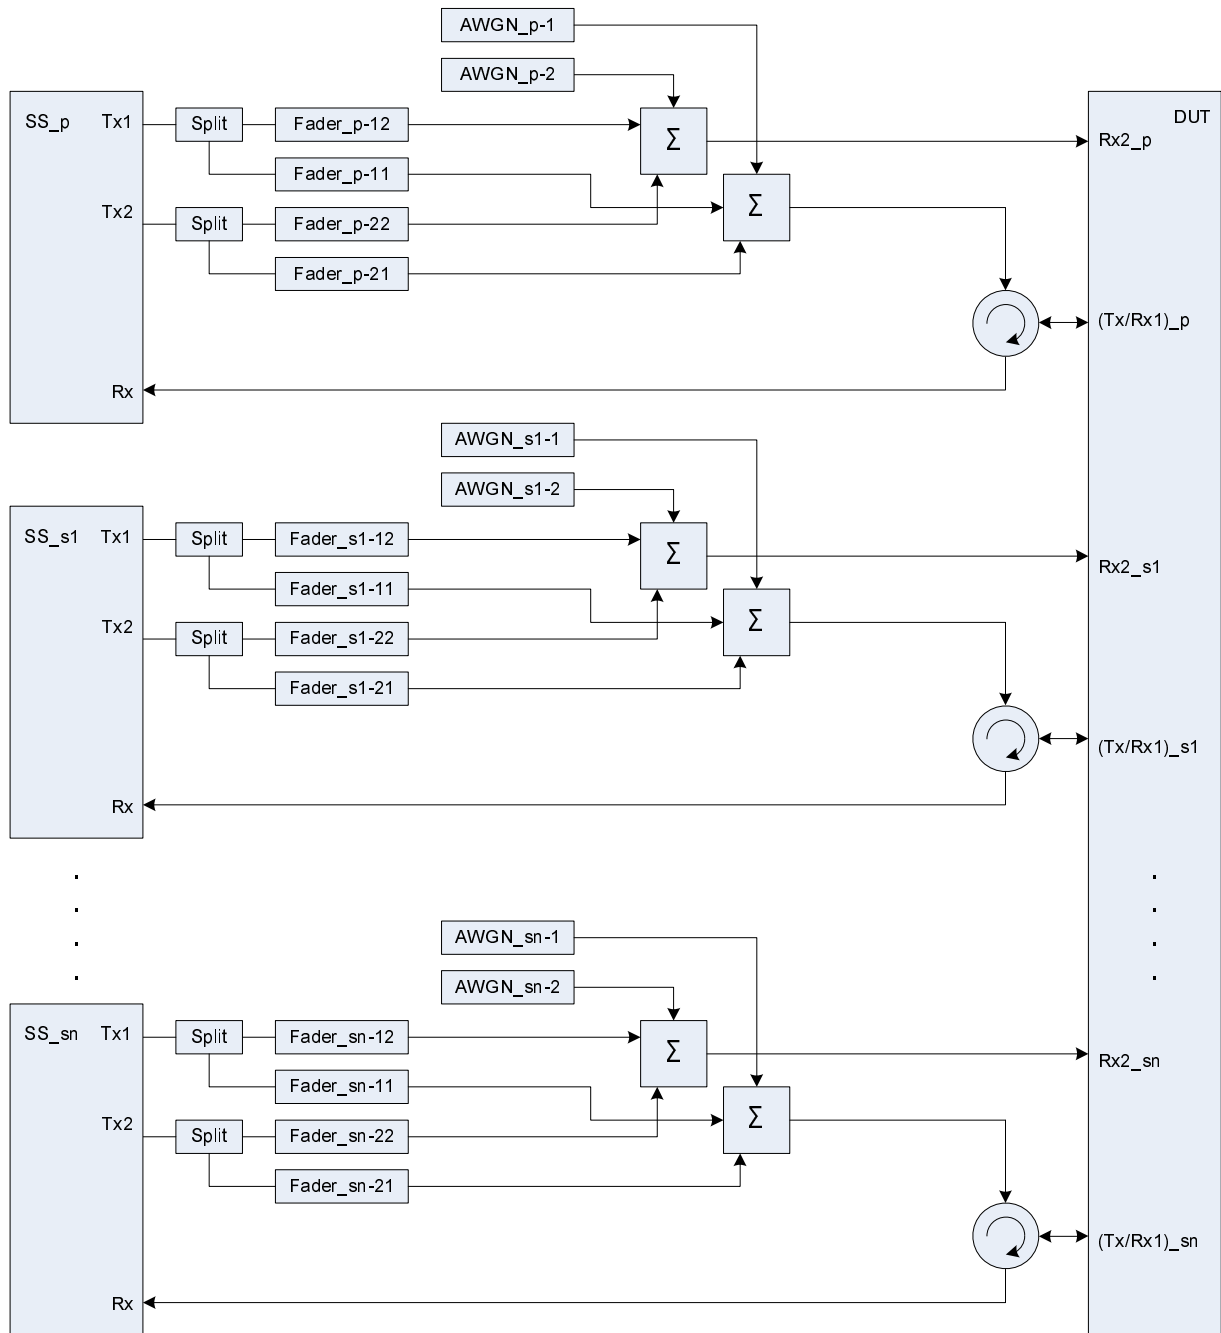 AWGN_p-1
AWGN_p-2
SS_p Tx1 Split Fader_p-12 Σ DUT
Rx2_p
Fader_p-11
Tx2 Split Fader_p-22 Σ
Fader_p-21
(Tx/Rx1)_p
Rx
AWGN_s1-1
AWGN_s1-2
SS_s1 Tx1 Split Fader_s1-12 Σ
Rx2_s1
Fader_s1-11
Tx2 Split Fader_s1-22 Σ
Fader_s1-21
(Tx/Rx1)_s1
Rx
AWGN_sn-1
AWGN_sn-2
SS_sn Tx1 Split Fader_sn-12 Σ
Rx2_sn
Fader_sn-11
Tx2 Split Fader_sn-22 Σ
Fader_sn-21
(Tx/Rx1)_sn
Rx